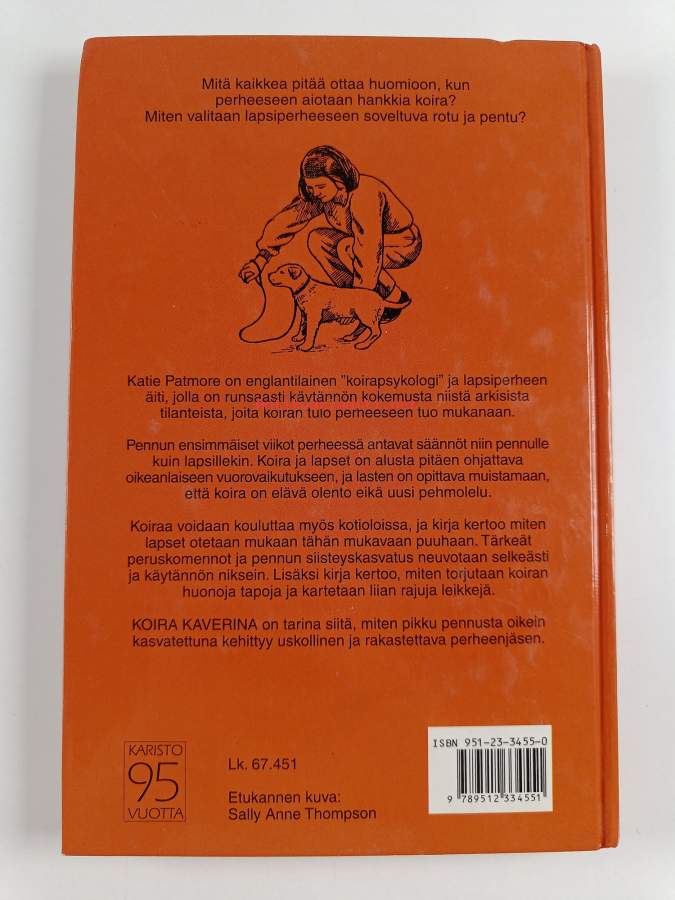 Mitä kaikkea pitää ottaa huomioon, kun
perheeseen aiotaan hankkia koira?
Miten valitaan lapsiperheeseen soveltuva rotu ja pentu?
Katie Patmore on englantilainen "koirapsykologi" ja lapsiperheen
äiti, jolla on runsaasti käytännön kokemusta niistä arkisista
tilanteista, joita koiran tulo perheeseen tuo mukanaan.
Pennun ensimmäiset viikot perheessä antavat säännöt niin pennulle
kuin lapsillekin. Koira ja lapset on alusta pitäen ohjattava
oikeanlaiseen vuorovaikutukseen, ja lasten on opittava muistamaan,
että koira on elävä olento eikä uusi pehmolelu.
Koiraa voidaan kouluttaa myös kotioloissa, ja kirja kertoo miten
lapset otetaan mukaan tähän mukavaan puuhaan. Tärkeät
peruskomennot ja pennun siisteyskasvatus neuvotaan selkeästi
ja käytännön niksein. Lisäksi kirja kertoo, miten torjutaan koiran
huonoja tapoja ja kartetaan liian rajuja leikkejä.
KOIRA KAVERINA on tarina siitä, miten pikku pennusta oikein
kasvatettuna kehittyy uskollinen ja rakastettava perheenjäsen.
KARISTO
95
VUOTTA
Lk. 67.451
Etukannen kuva:
Sally Anne Thompson
ISBN 951-23-3455-0
9 789512 334551